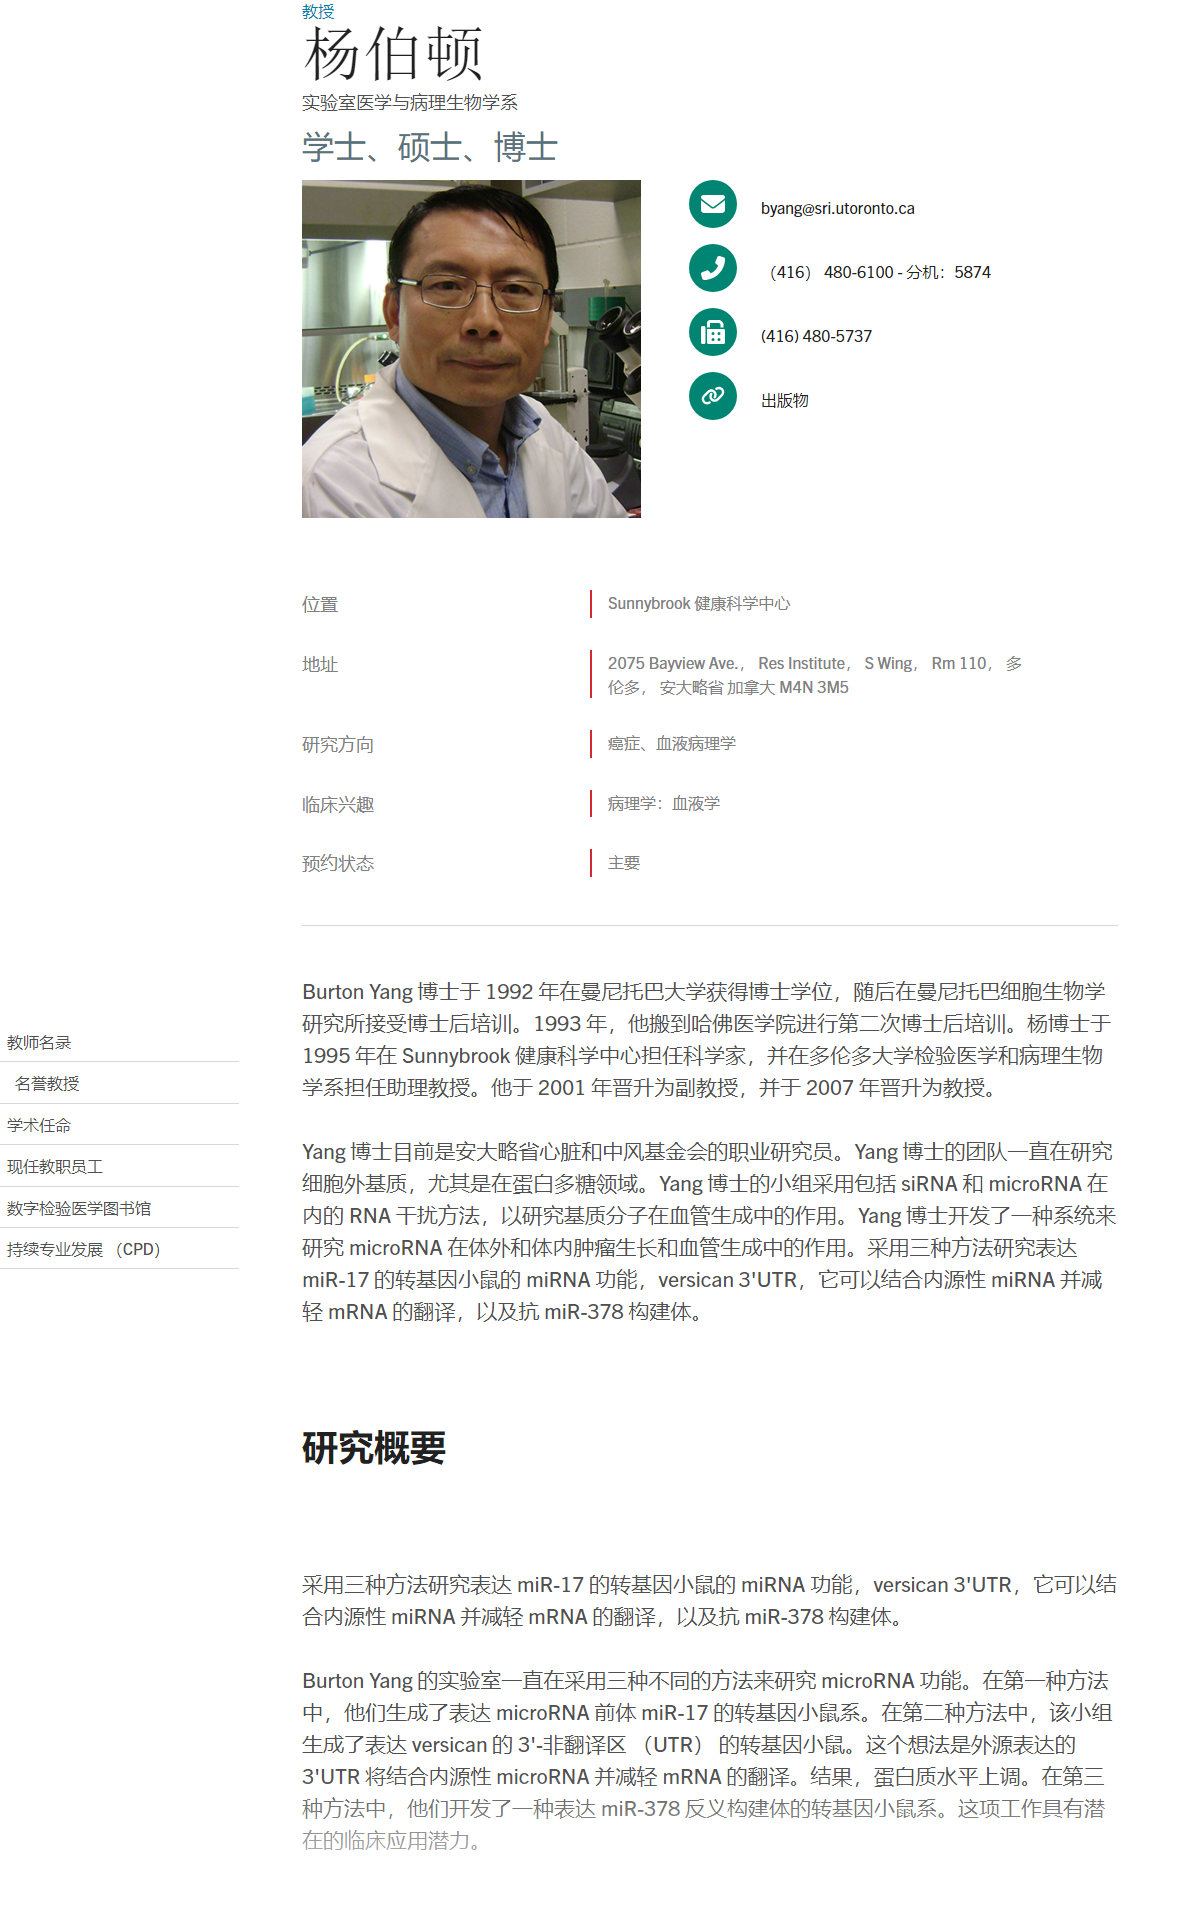 教授
杨伯顿
实验室医学与病理生物学系
学士、硕士、博士
byang@sri.utoronto.ca
（416） 480-6100 - 分机：5874
(416) 480-5737
出版物
位置
Sunnybrook 健康科学中心
地址
2075 Bayview Ave.， Res Institute， S Wing， Rm 110， 多
伦多， 安大略省 加拿大 M4N 3M5
研究方向
癌症、血液病理学
临床兴趣
病理学：血液学
预约状态
主要
教师名录
名誉教授
学术任命
现任教职员工
数字检验医学图书馆
持续专业发展 （CPD）
Burton Yang 博士于 1992 年在曼尼托巴大学获得博士学位，随后在曼尼托巴细胞生物学
研究所接受博士后培训。1993 年，他搬到哈佛医学院进行第二次博士后培训。杨博士于
1995 年在 Sunnybrook 健康科学中心担任科学家，并在多伦多大学检验医学和病理生物
学系担任助理教授。他于 2001 年晋升为副教授，并于 2007 年晋升为教授。
Yang 博士目前是安大略省心脏和中风基金会的职业研究员。Yang 博士的团队一直在研究
细胞外基质，尤其是在蛋白多糖领域。Yang 博士的小组采用包括 siRNA 和 microRNA 在
内的 RNA 干扰方法，以研究基质分子在血管生成中的作用。Yang 博士开发了一种系统来
研究 microRNA 在体外和体内肿瘤生长和血管生成中的作用。采用三种方法研究表达
miR-17 的转基因小鼠的 miRNA 功能，versican 3'UTR，它可以结合内源性 miRNA 并减
轻 mRNA 的翻译，以及抗 miR-378 构建体。
研究概要
采用三种方法研究表达 miR-17 的转基因小鼠的 miRNA 功能，versican 3'UTR，它可以结
合内源性 miRNA 并减轻 mRNA 的翻译，以及抗 miR-378 构建体。
Burton Yang 的实验室一直在采用三种不同的方法来研究 microRNA 功能。在第一种方法
中，他们生成了表达 microRNA 前体 miR-17 的转基因小鼠系。在第二种方法中，该小组
生成了表达 versican 的 3'-非翻译区 （UTR） 的转基因小鼠。这个想法是外源表达的
3'UTR 将结合内源性 microRNA 并减轻 mRNA 的翻译。结果，蛋白质水平上调。在第三
种方法中，他们开发了一种表达 miR-378 反义构建体的转基因小鼠系。这项工作具有潜
在的临床应用潜力。